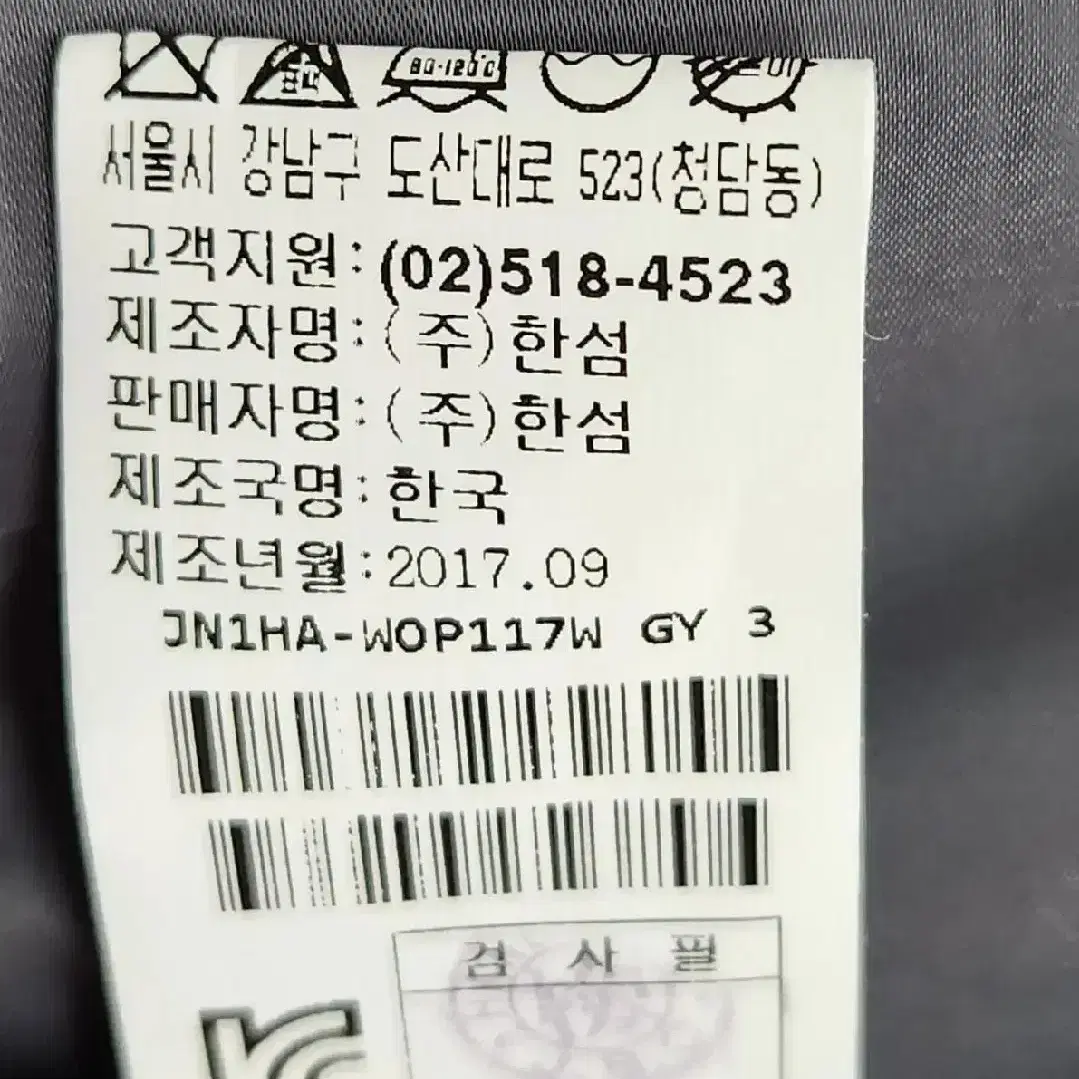 80-120℃
서울시 강남구 도산대로 523(청담동)
고객지원:(02)518-4523
제조자명:(주)한섬
판매자명:(주)한섬
제조국명:한국
제조년월:2017.09
JN1HA-WOP117W GY 3
검 사 필